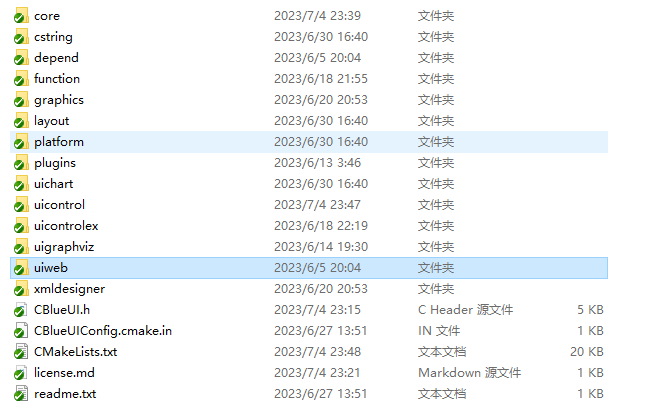 core 2023/7/4 23:39 文件夹
cstring 2023/6/30 16:40 文件夹
depend 2023/6/5 20:04 文件夹
function 2023/6/18 21:55 文件夹
graphics 2023/6/20 20:53 文件夹
layout 2023/6/30 16:40 文件夹
platform 2023/6/30 16:40 文件夹
plugins 2023/6/13 3:46 文件夹
uichart 2023/6/30 16:40 文件夹
uicontrol 2023/7/4 23:47 文件夹
uicontrolex 2023/6/18 22:19 文件夹
uigraphviz 2023/6/14 19:30 文件夹
uiweb 2023/6/5 20:04 文件夹
xmldesigner 2023/6/20 20:53 文件夹
CBlueUI.h 2023/7/4 23:15 C Header 源文件 5 KB
CBlueUIConfig.cmake.in 2023/6/27 13:51 IN 文件 1 KB
CMakeLists.txt 2023/7/4 23:48 文本文档 20 KB
license.md 2023/7/4 23:21 Markdown 源文件 1 KB
readme.txt 2023/6/27 13:51 文本文档 1 KB